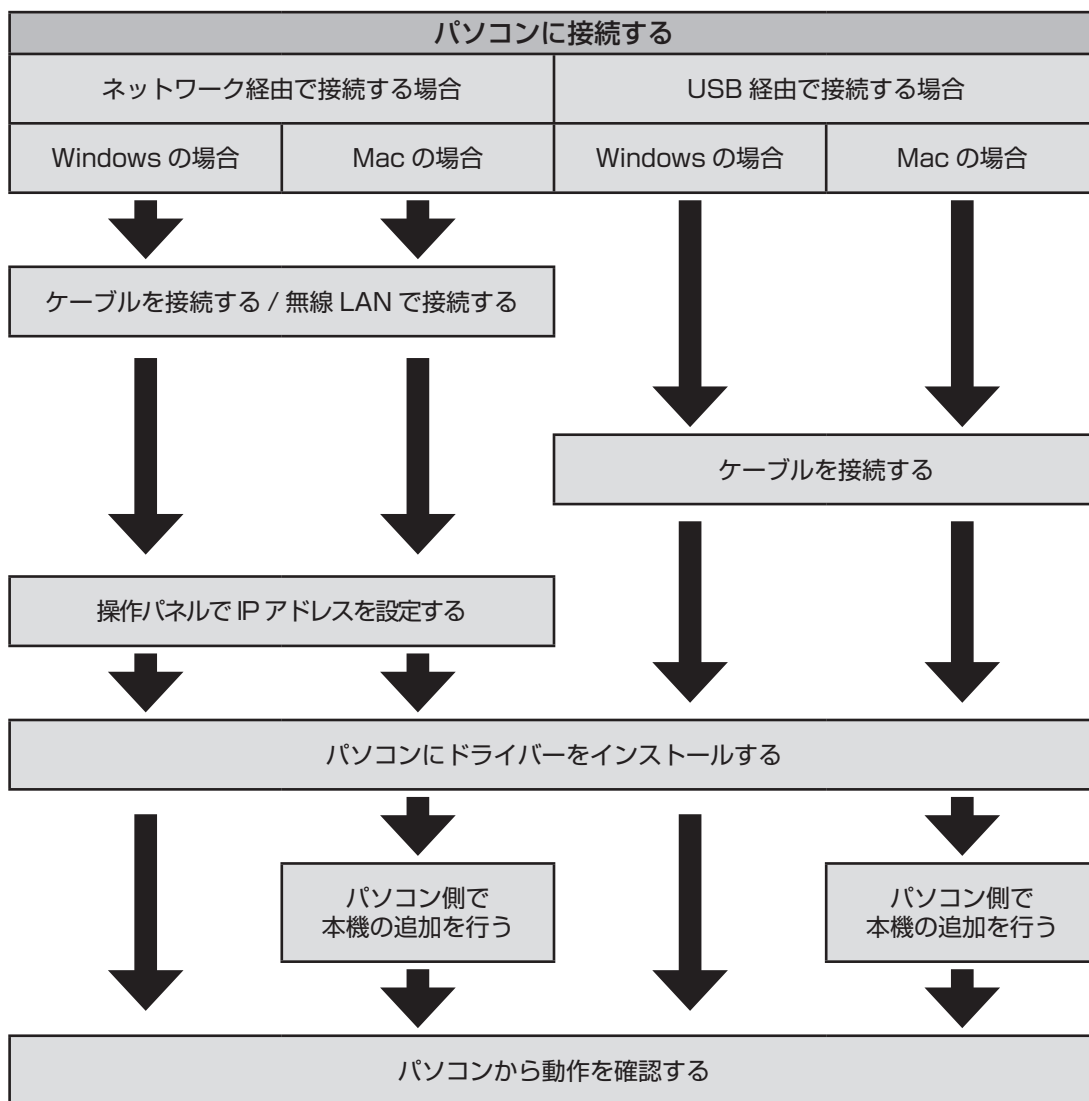 パソコンに接続する
ネットワーク経由で接続する場合
USB 経由で接続する場合
Windows の場合
Mac の場合
Windows の場合
Mac の場合
ケーブルを接続する / 無線 LAN で接続する
ケーブルを接続する
操作パネルで IP アドレスを設定する
パソコンにドライバーをインストールする
パソコン側で
本機の追加を行う
パソコン側で
本機の追加を行う
パソコンから動作を確認する